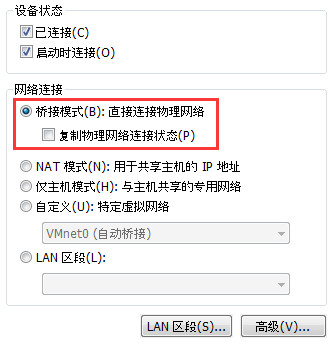 设备状态
已连接(C)
启动时连接(O)
网络连接
桥接模式(B): 直接连接物理网络
复制物理网络连接状态(P)
NAT 模式(N): 用于共享主机的 IP 地址
仅主机模式(H): 与主机共享的专用网络
自定义(U): 特定虚拟网络
VMnet0 (自动桥接)
LAN 区段(L):
LAN 区段(S)... 高级(V)...